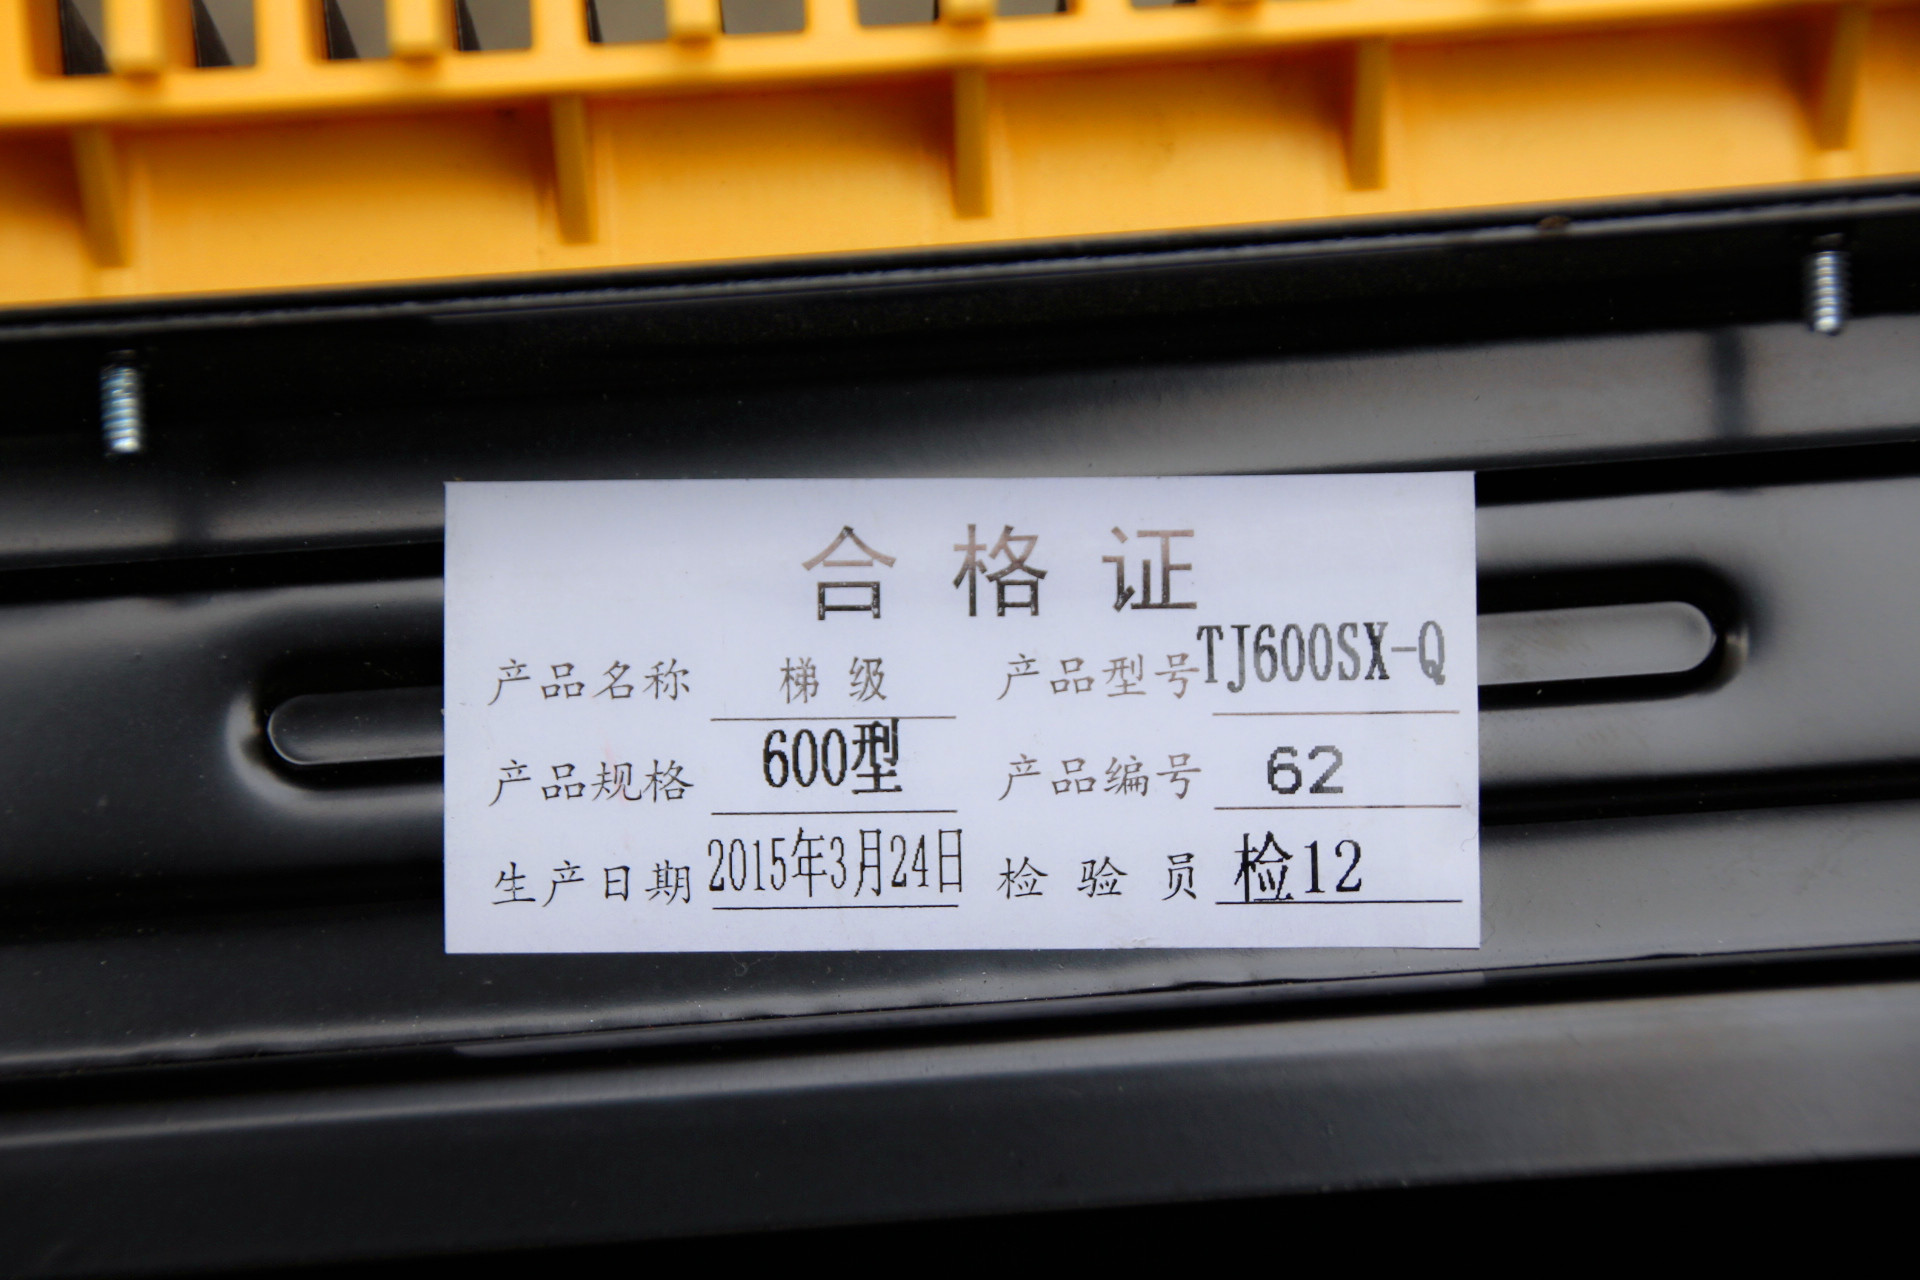 合格证
产品名称 梯级 产品型号 TJ600SX-Q
产品规格 600型 产品编号 62
生产日期 2015年3月24日 检验员 检12